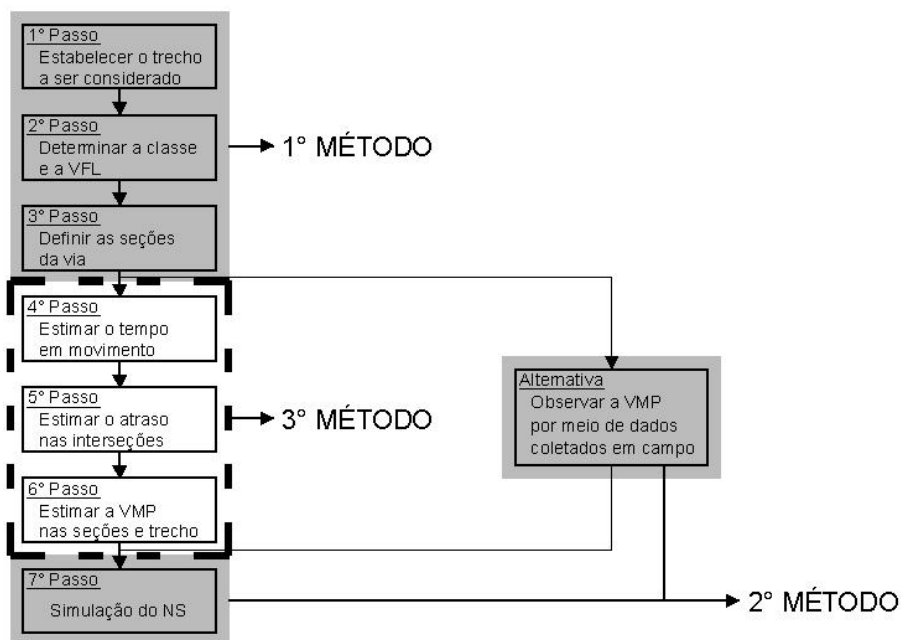 1° Passo
Estabelecer o trecho
a ser considerado
2° Passo
Determinar a classe
e a VFL
1° MÉTODO
3° Passo
Definir as seções
da via
4° Passo
Estimar o tempo
em movimento
5° Passo
Estimar o atraso
nas interseções
3° MÉTODO
6° Passo
Estimar a VMP
nas seções e trecho
Alternativa
Observar a VMP
por meio de dados
coletados em campo
7° Passo
Simulação do NS
2° MÉTODO